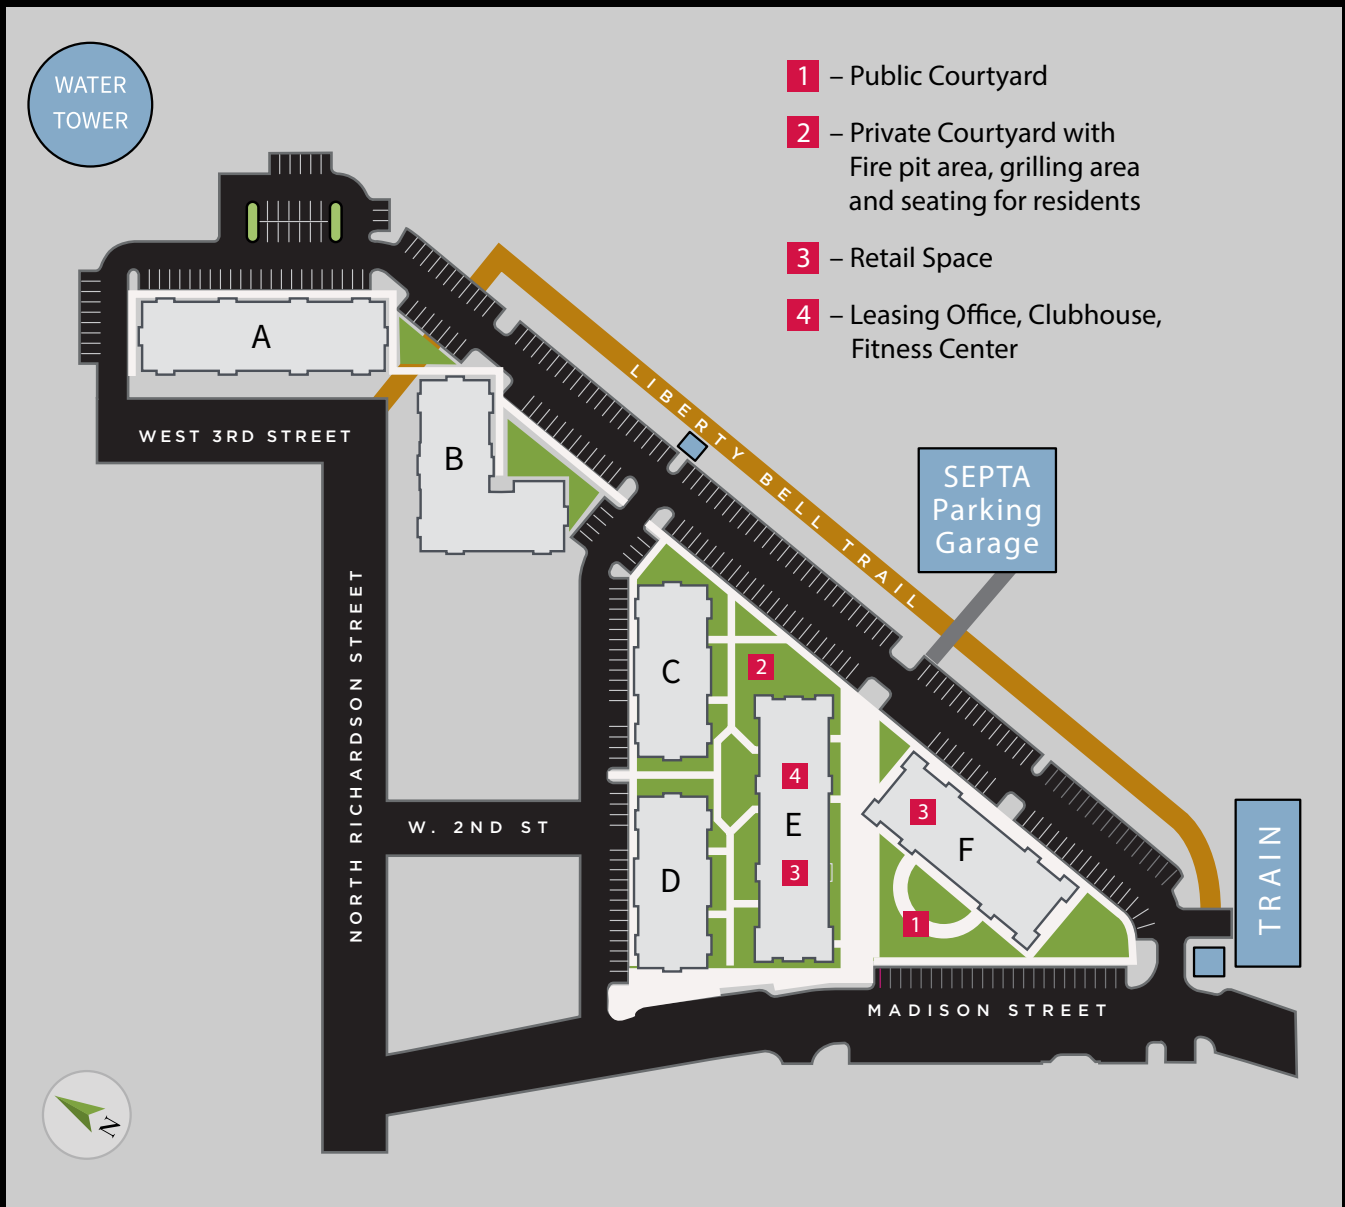 WATER
TOWER
1 – Public Courtyard
2 – Private Courtyard with
Fire pit area, grilling area
and seating for residents
3 – Retail Space
4 – Leasing Office, Clubhouse,
Fitness Center
A
WEST 3RD STREET
B
LIBERTY BELL TRAIL
SEPTA
Parking
Garage
NORTH RICHARDSON STREET
C
2
4
E
3
3
F
W. 2ND ST
D
1
TRAIN
MADISON STREET
N